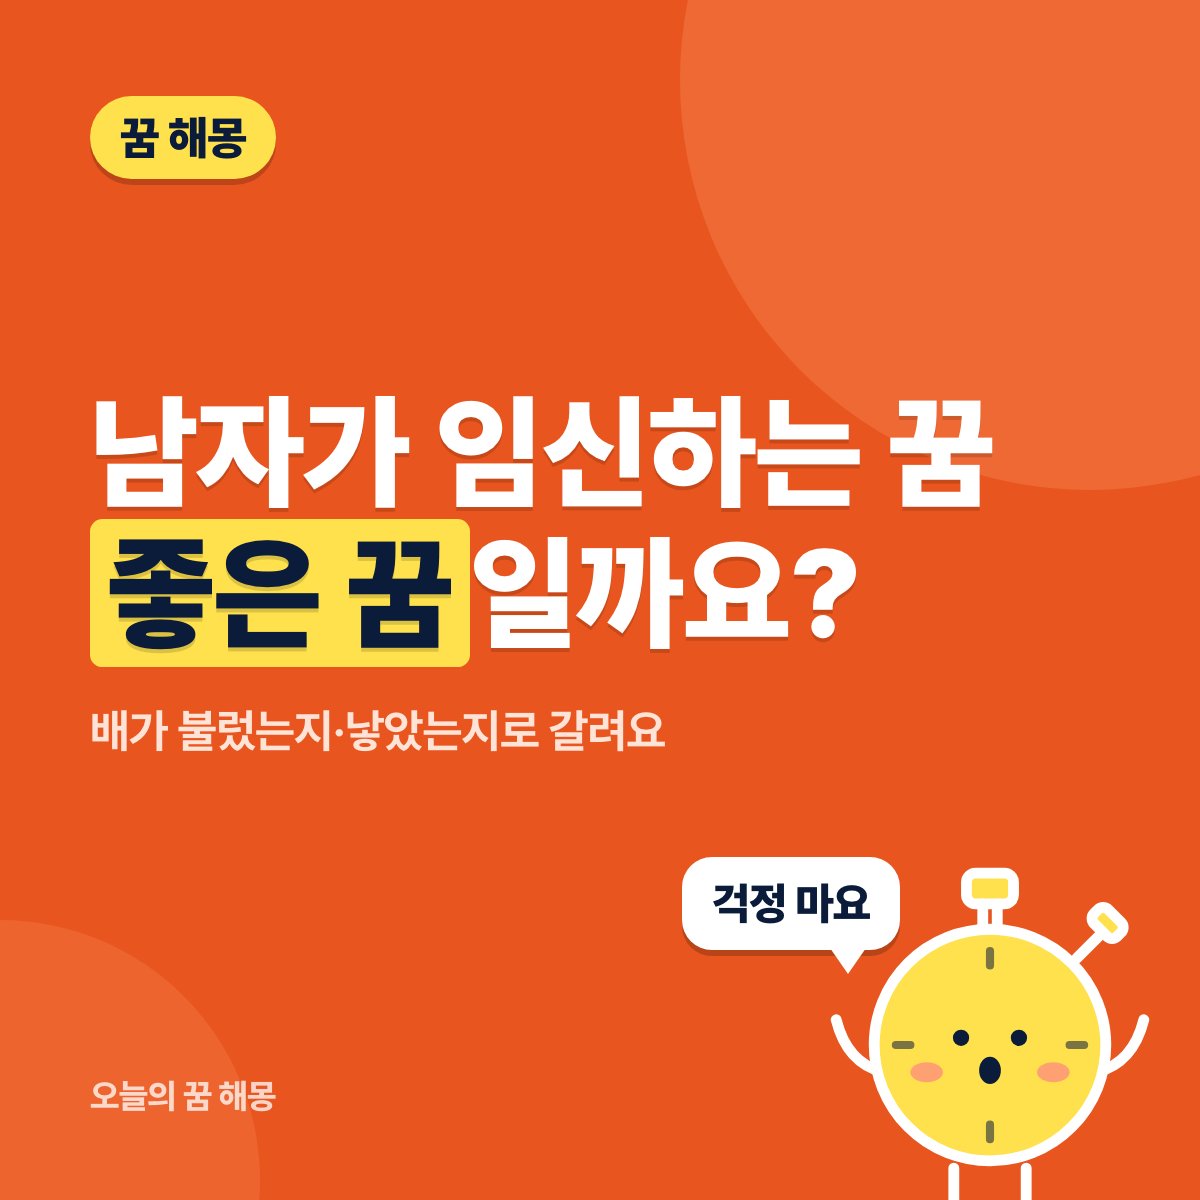 꿈 해몽
남자가 임신하는 꿈
좋은 꿈일까요?
배가 불렀는지·낳았는지로 갈려요
걱정 마요
오늘의 꿈 해몽